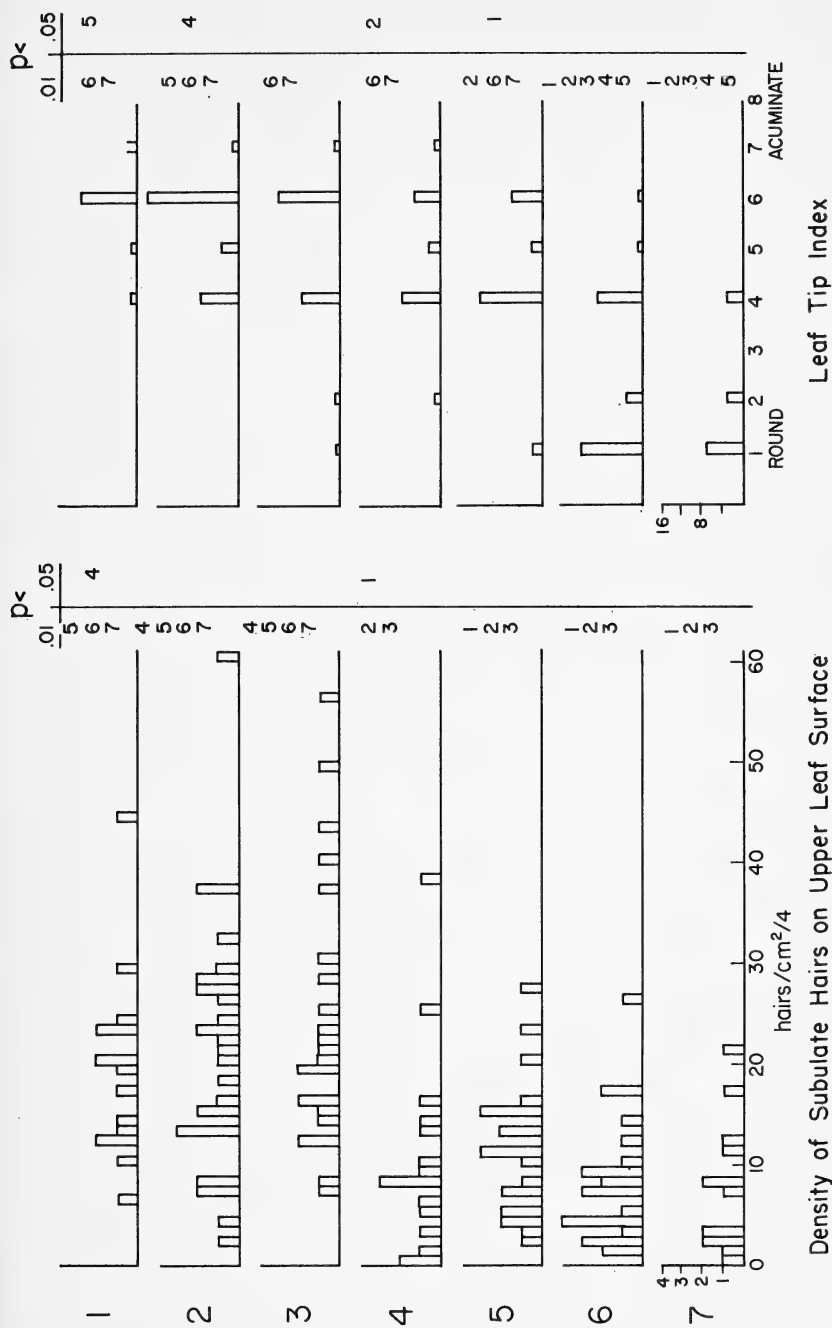 p<
.01 .05
1 5 6 7 4
2 4 5 6 7
3 4 5 6 7
4 2 3 1
5 1 2 3
6 1 2 3
7 1 2 3
4
3
2
1
0 10 20 30 40 50 60
hairs/cm²/4
Density of Subulate Hairs on Upper Leaf Surface
p<
.01 .05
6 7 5
5 6 7 4
6 7
6 7 2
2 6 7 1
1 2 3 4 5
1 2 3 4 5
16
8
1 2 3 4 5 6 7 8
ROUND ACUMINATE
Leaf Tip Index